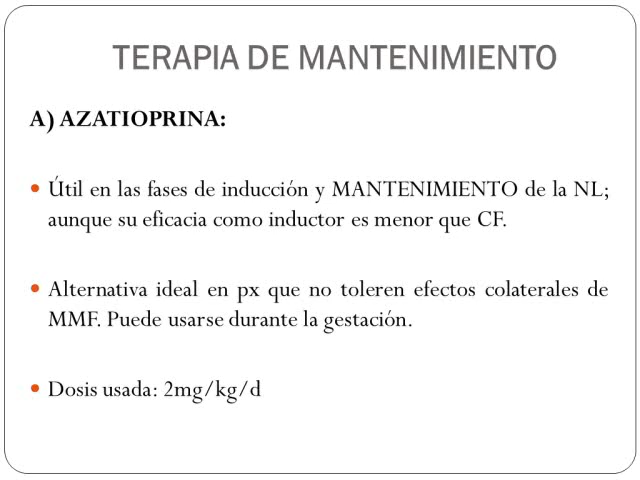 TERAPIA DE MANTENIMIENTO
A) AZATIOPRINA:
• Útil en las fases de inducción y MANTENIMIENTO de la NL;
aunque su eficacia como inductor es menor que CF.
• Alternativa ideal en px que no toleren efectos colaterales de
MMF. Puede usarse durante la gestación.
• Dosis usada: 2mg/kg/d